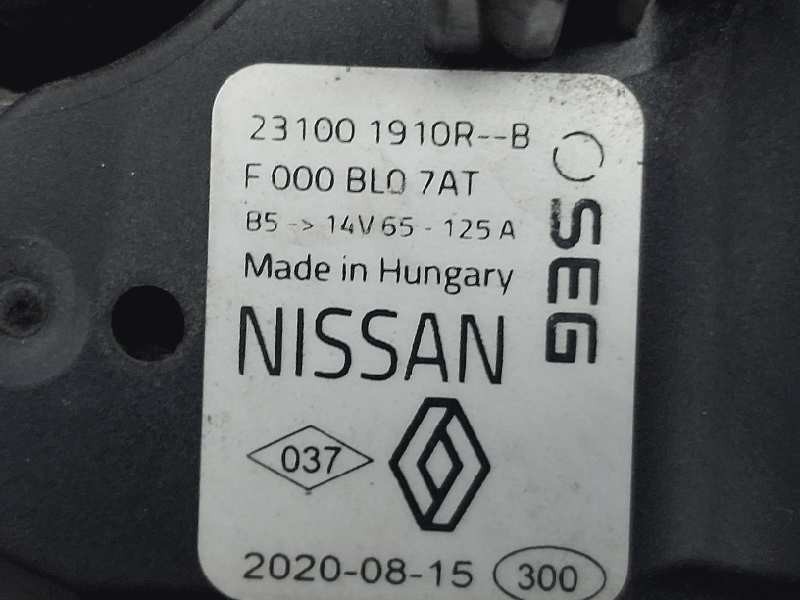 23100 1910R--B
F 000 BL0 7AT
B5 -> 14V 65 - 125 A
Made in Hungary
SEG
NISSAN
037
2020-08-15 300